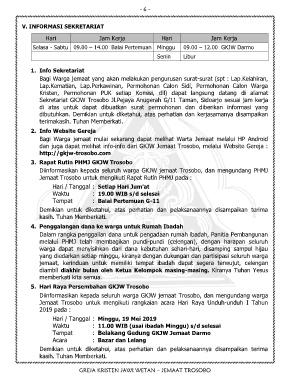 - 6 -
V. INFORMASI SEKRETARIAT
Hari Jam Kerja Hari Jam Kerja
Selasa - Sabtu 09.00 – 14.00 Balai Pertemuan Minggu 09.00 – 12.00 GKJW Darmo
Senin Libur
1. Info Sekretariat
Bagi Warga Jemaat yang akan melakukan pengurusan surat-surat (spt : Lap.Kelahiran,
Lap.Kematian, Lap.Perkawinan, Permohonan Calon Sidi, Permohonan Calon Warga
Kristen, Permohonan PUK setiap Komisi, dll) dapat langsung datang di alamat
Sekretariat GKJW Trosobo Jl.Pejaya Anugerah G/11 Taman, Sidoarjo sesuai jam kerja
di atas untuk dapat dibuatkan surat permohonan dan diberikan informasi yang
dibutuhkan. Demikian untuk diketahui, atas perhatian dan kerjasamanya disampaikan
terimakasih. Tuhan Memberkati.
2. Info Website Gereja
Bagi warga jemaat mulai sekarang dapat melihat Warta Jemaat melalui HP Android
dan juga dapat melihat info-info dari GKJW Jemaat Trosobo, melalui Website Gereja :
http://gkjw-trosobo.com
3. Rapat Rutin PHMJ GKJW Trosobo
Diinformasikan kepada seluruh warga GKJW jemaat Trosobo, dan mengundang PHMJ
Jemaat Trosobo untuk mengikuti Rapat Rutin PHMJ pada :
Hari / Tanggal : Setiap Hari Jum'at
Waktu : 19.00 WIB s/d selesai
Tempat : Balai Pertemuan G-11
Demikian untuk diketahui, atas perhatian dan pelaksanaannya disampaikan terima
kasih. Tuhan Memberkati.
4. Penggalangan dana ke warga untuk Rumah Ibadah
Dalam rangka penggalian dana untuk pengadaan rumah ibadah, Panitia Pembangunan
melalui PHMJ telah membagikan pundi-pundi (celengan), dengan harapan seluruh
warga dapat menyisihkan dari dana kebutuhan sehari-hari, disamping sampul hijau
yang diedarkan setiap minggu, kiranya dengan dukungan dan partisipasi seluruh warga
jemaat, kerinduan untuk memiliki tempat ibadah dapat segera terwujud, celengan
diambil diakhir bulan oleh Ketua Kelompok masing-masing. Kiranya Tuhan Yesus
memberkati kita semua.
5. Hari Raya Persembahan GKJW Trosobo
Diinformasikan kepada seluruh warga GKJW jemaat Trosobo, dan mengundang warga
Jemaat Trosobo untuk mengikuti rangkaian acara Hari Raya Unduh-unduh I Tahun
2019 pada :
Hari / Tanggal : Minggu, 19 Mei 2019
Waktu : 11.00 WIB (usai ibadah Minggu) s/d selesai
Tempat : Belakang Gedung GKJW Jemaat Darmo
Acara : Bazar dan Lelang
Demikian untuk diketahui, atas perhatian dan pelaksanaannya disampaikan terima
kasih. Tuhan Memberkati.
GREJA KRISTEN JAWI WETAN – JEMAAT TROSOBO